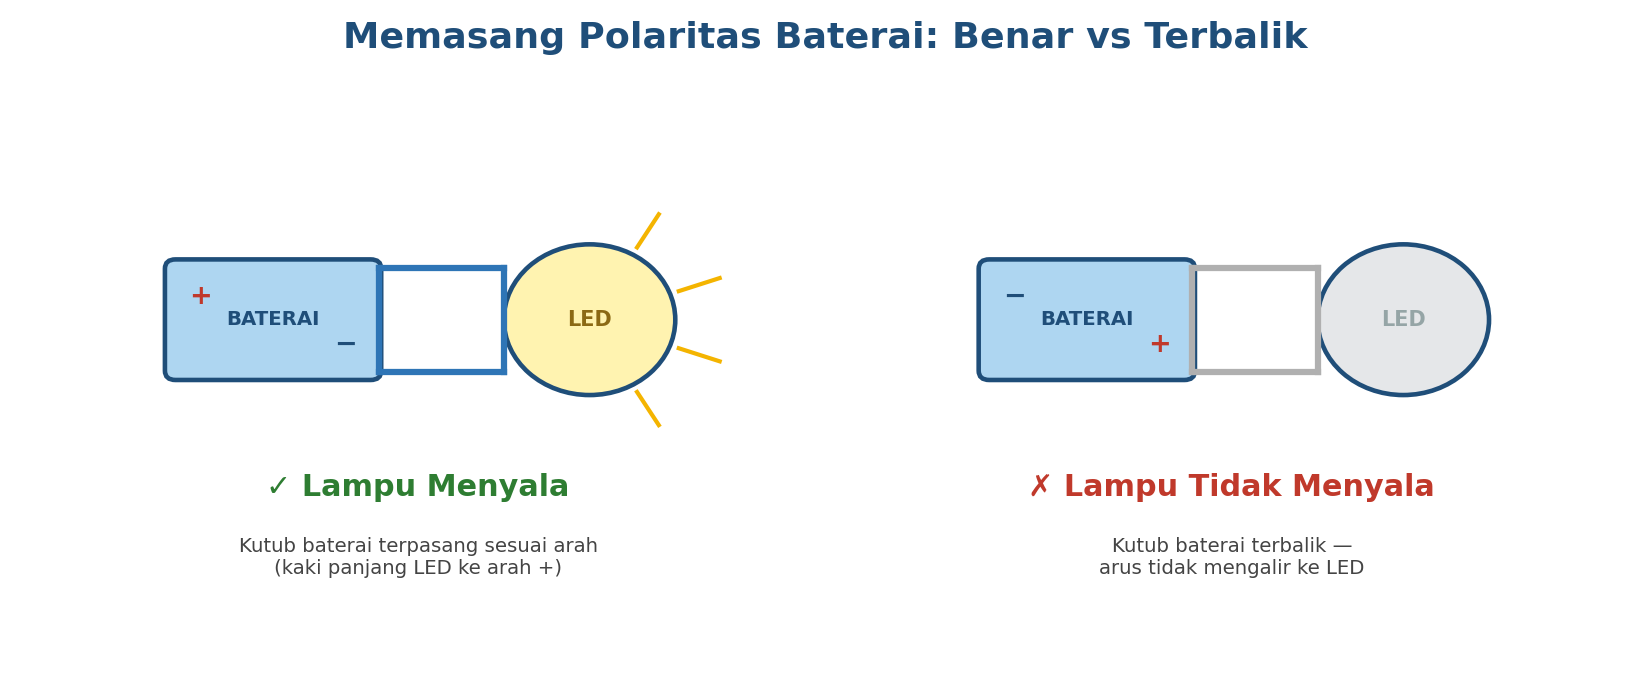 Memasang Polaritas Baterai: Benar vs Terbalik
+
BATERAI
−
LED
−
BATERAI
+
LED
✓ Lampu Menyala
Kutub baterai terpasang sesuai arah
(kaki panjang LED ke arah +)
✗ Lampu Tidak Menyala
Kutub baterai terbalik —
arus tidak mengalir ke LED